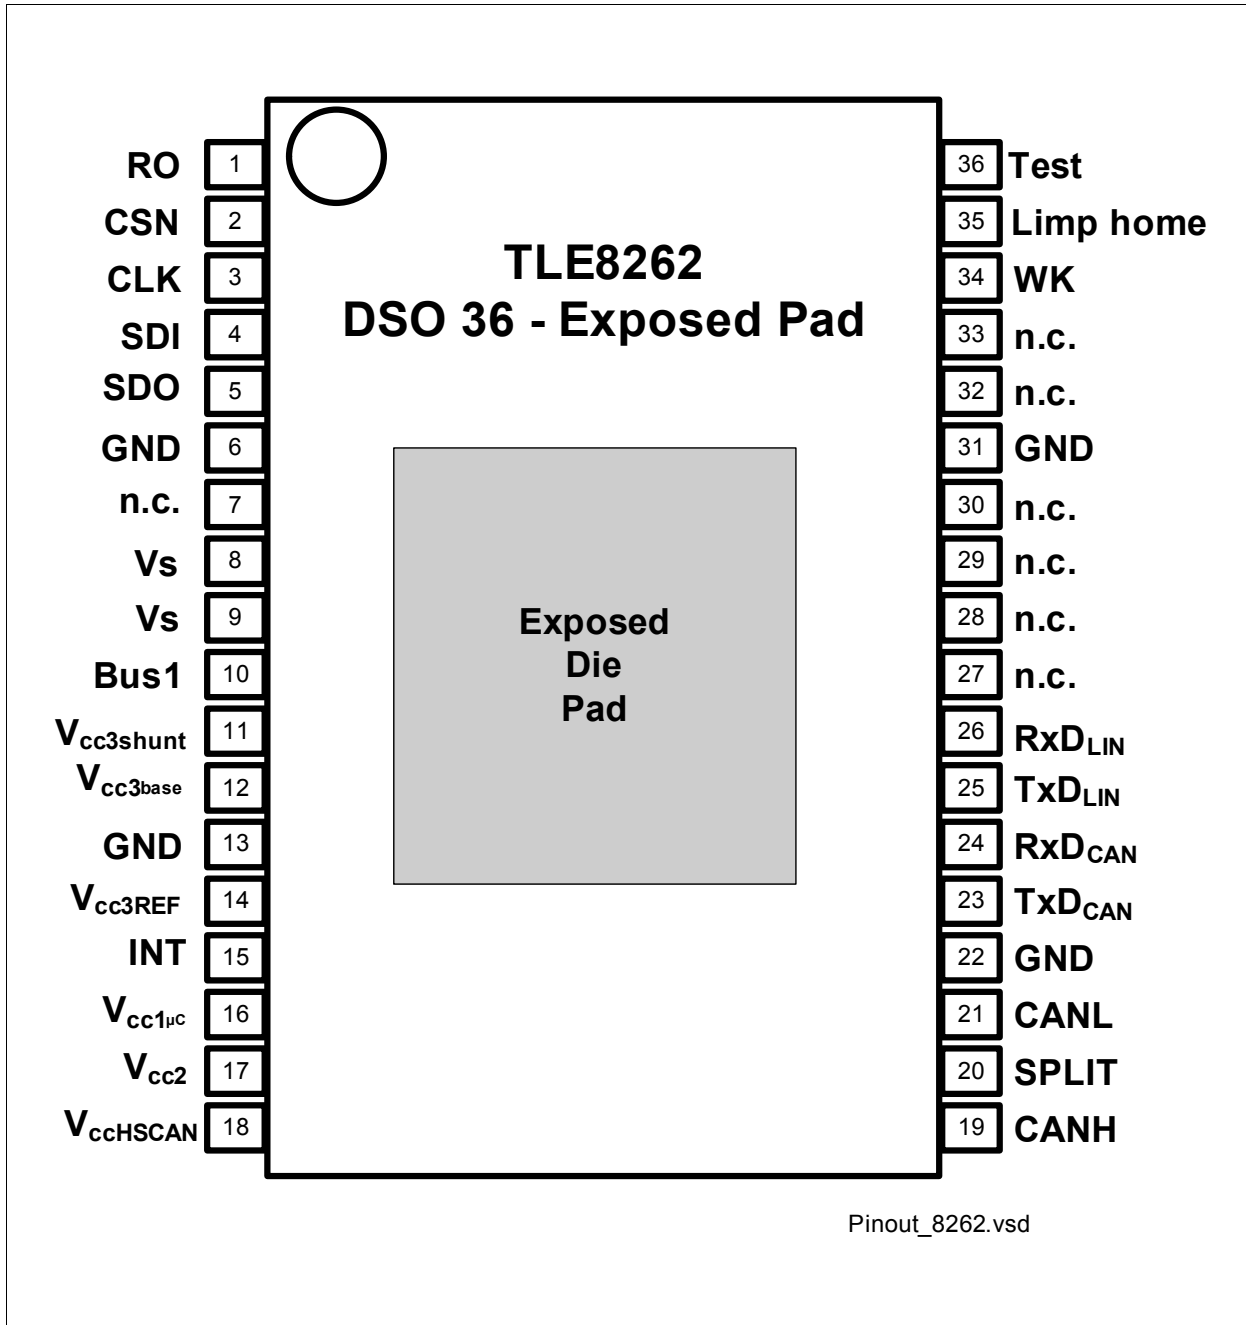 RO 1
CSN 2
CLK 3
SDI 4
SDO 5
GND 6
n.c. 7
Vs 8
Vs 9
Bus1 10
Vcc3shunt 11
Vcc3base 12
GND 13
Vcc3REF 14
INT 15
Vcc1µC 16
Vcc2 17
VccHSCAN 18
TLE8262
DSO 36 - Exposed Pad
Exposed
Die
Pad
36 Test
35 Limp home
34 WK
33 n.c.
32 n.c.
31 GND
30 n.c.
29 n.c.
28 n.c.
27 n.c.
26 RxDLIN
25 TxDLIN
24 RxDCAN
23 TxDCAN
22 GND
21 CANL
20 SPLIT
19 CANH
Pinout_8262.vsd